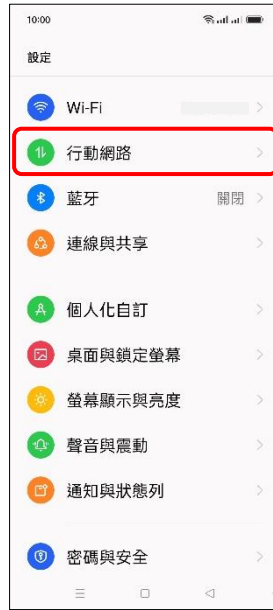 10:00
設定
Wi-Fi
行動網路
藍牙 關閉
連線與共享
個人化自訂
桌面與鎖定螢幕
螢幕顯示與亮度
聲音與震動
通知與狀態列
密碼與安全